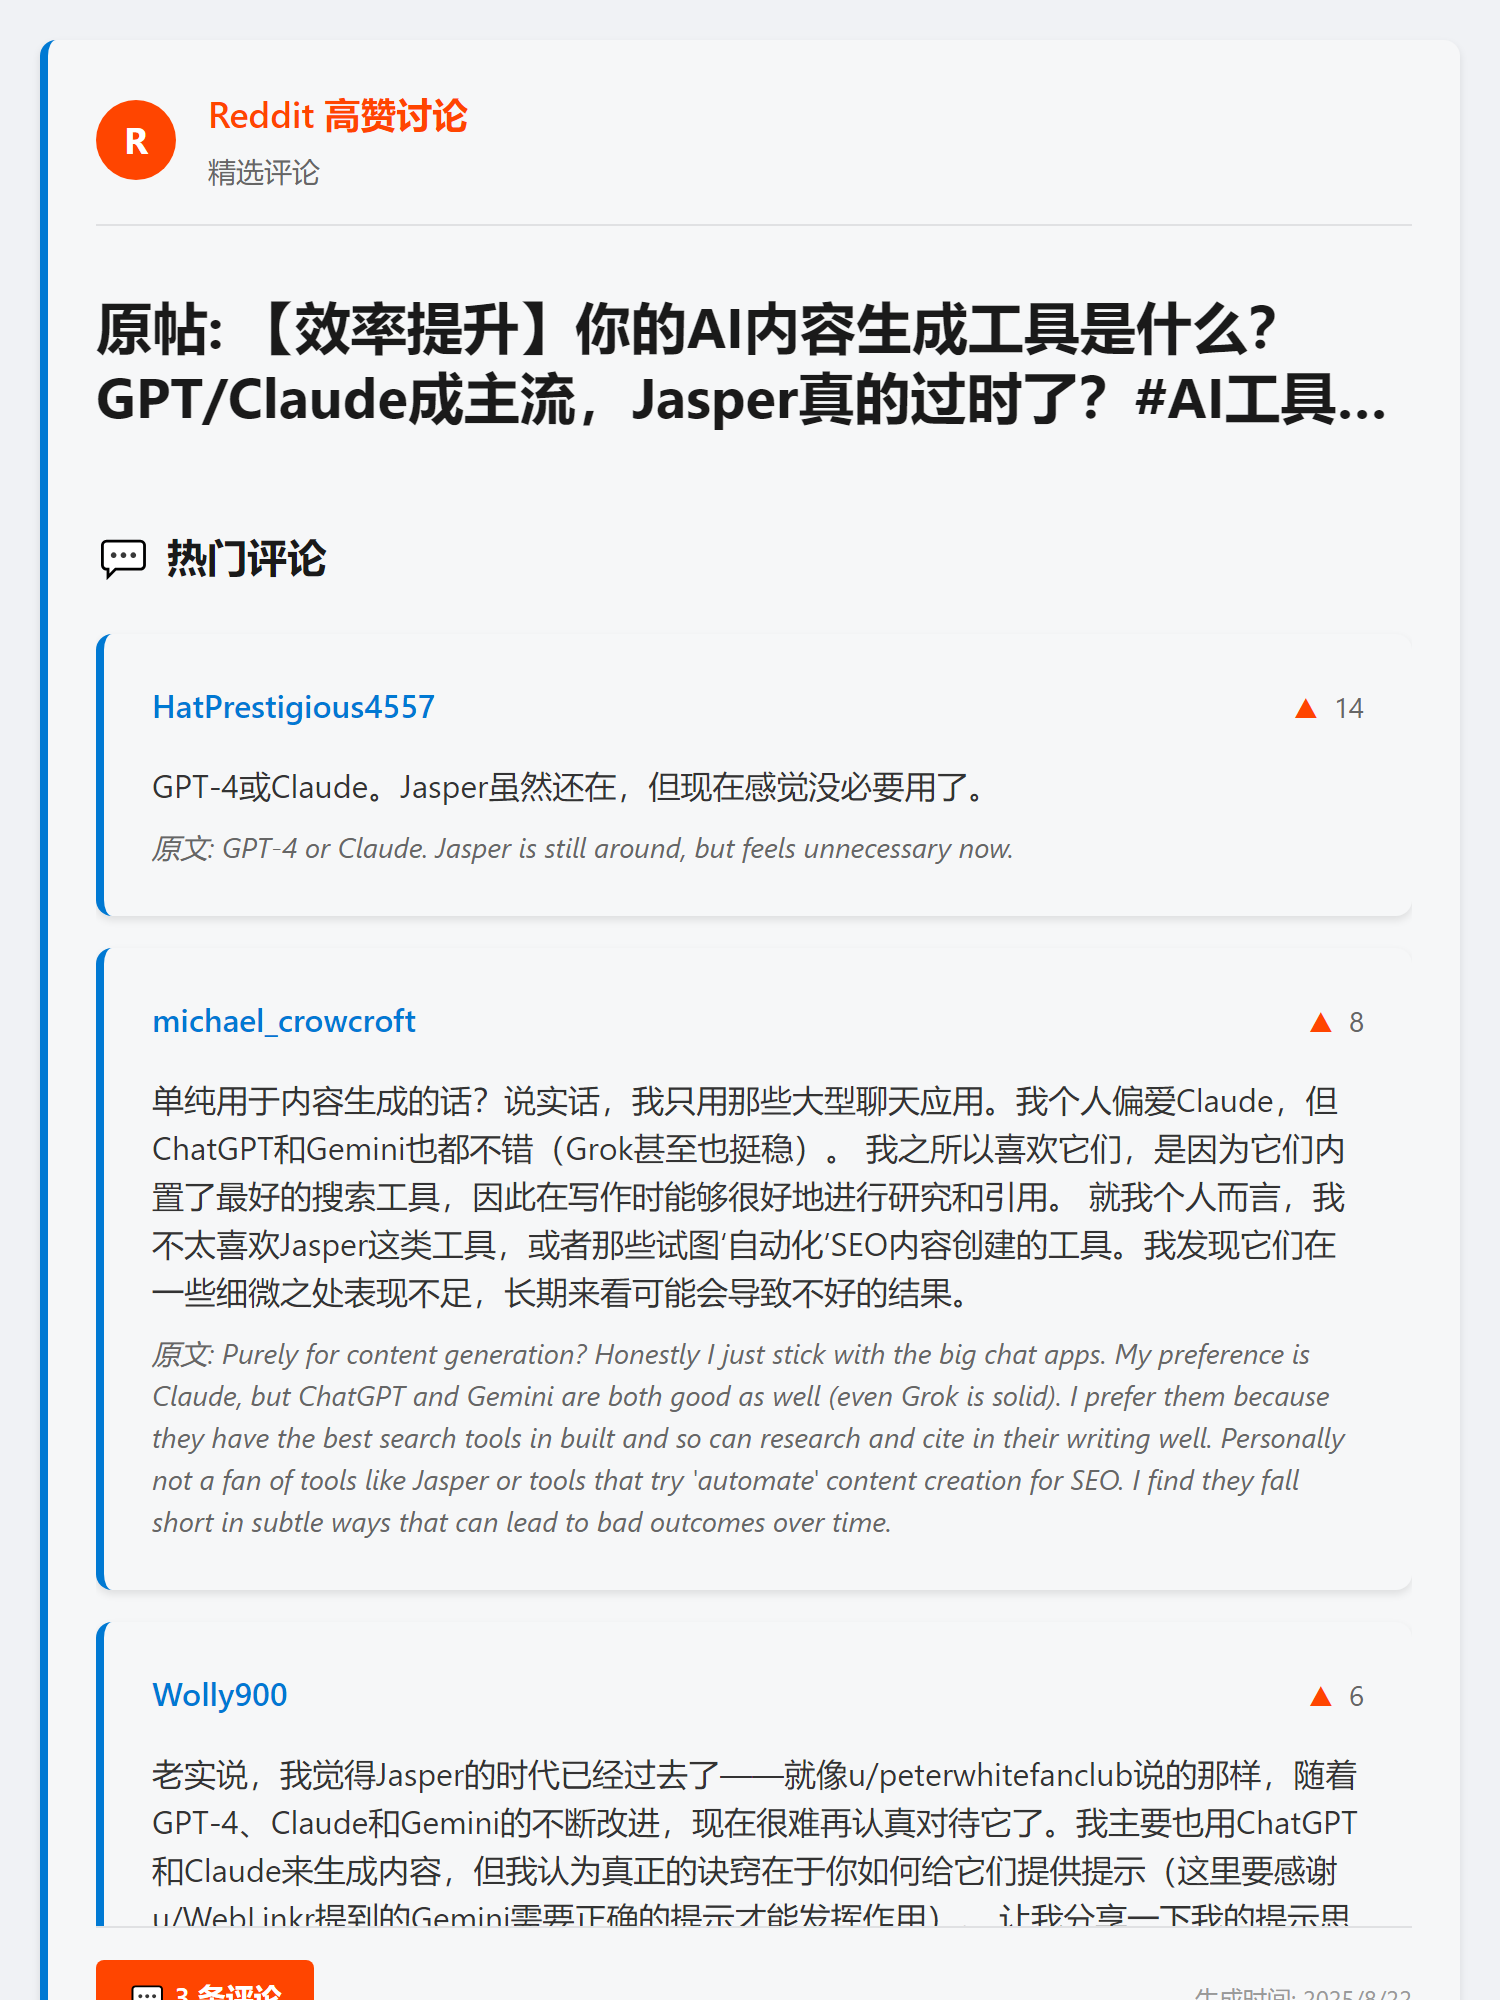 R
Reddit 高赞讨论
精选评论
原帖: 【效率提升】你的AI内容生成工具是什么?
GPT/Claude成主流，Jasper真的过时了? #AI工具...
热门评论
HatPrestigious4557
▲ 14
GPT-4或Claude。Jasper虽然还在，但现在感觉没必要用了。
原文: GPT-4 or Claude. Jasper is still around, but feels unnecessary now.
michael_crowcroft
▲ 8
单纯用于内容生成的话？说实话，我只用那些大型聊天应用。我个人偏爱Claude，但
ChatGPT和Gemini也都不错（Grok甚至也挺稳）。 我之所以喜欢它们，是因为它们内
置了最好的搜索工具，因此在写作时能够很好地进行研究和引用。 就我个人而言，我
不太喜欢Jasper这类工具，或者那些试图‘自动化’SEO内容创建的工具。我发现它们在
一些细微之处表现不足，长期来看可能会导致不好的结果。
原文: Purely for content generation? Honestly I just stick with the big chat apps. My preference is
Claude, but ChatGPT and Gemini are both good as well (even Grok is solid). I prefer them because
they have the best search tools in built and so can research and cite in their writing well. Personally
not a fan of tools like Jasper or tools that try 'automate' content creation for SEO. I find they fall
short in subtle ways that can lead to bad outcomes over time.
Wolly900
▲ 6
老实说，我觉得Jasper的时代已经过去了——就像u/peterwhitefanclub说的那样，随着
GPT-4、Claude和Gemini的不断改进，现在很难再认真对待它了。我主要也用ChatGPT
和Claude来生成内容，但我认为真正的诀窍在于你如何给它们提供提示（这里要感谢
u/WebLinkr提到的Gemini需要正确的提示才能发挥作用）。 让我分享一下我的提示思
3 条评论
生成时间: 2025/8/22